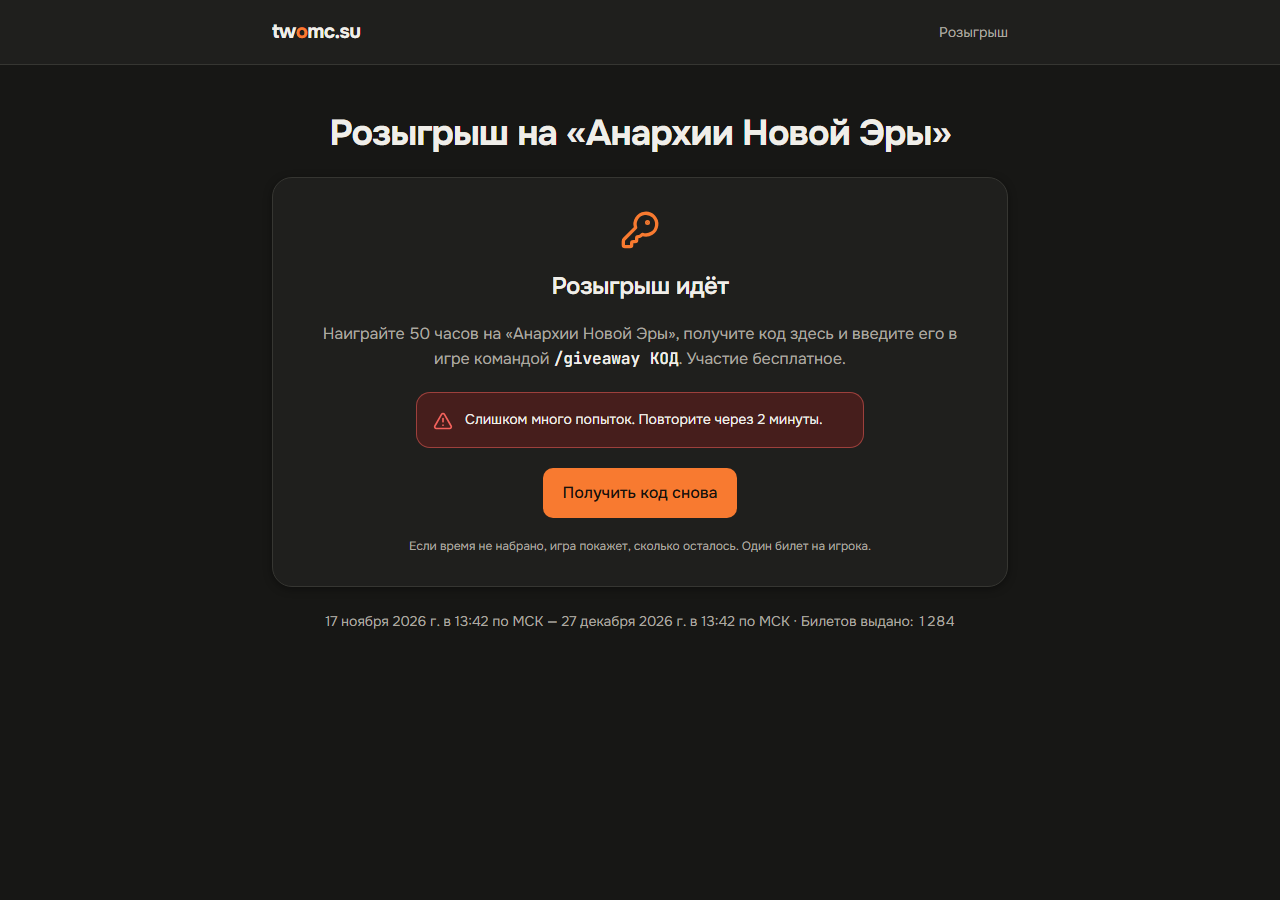 twomc.su
Розыгрыш
Розыгрыш на «Анархии Новой Эры»
Розыгрыш идёт
Наиграйте 50 часов на «Анархии Новой Эры», получите код здесь и введите его в
игре командой /giveaway КОД. Участие бесплатное.
Слишком много попыток. Повторите через 2 минуты.
Получить код снова
Если время не набрано, игра покажет, сколько осталось. Один билет на игрока.
17 ноября 2026 г. в 13:42 по МСК — 27 декабря 2026 г. в 13:42 по МСК · Билетов выдано: 1 284